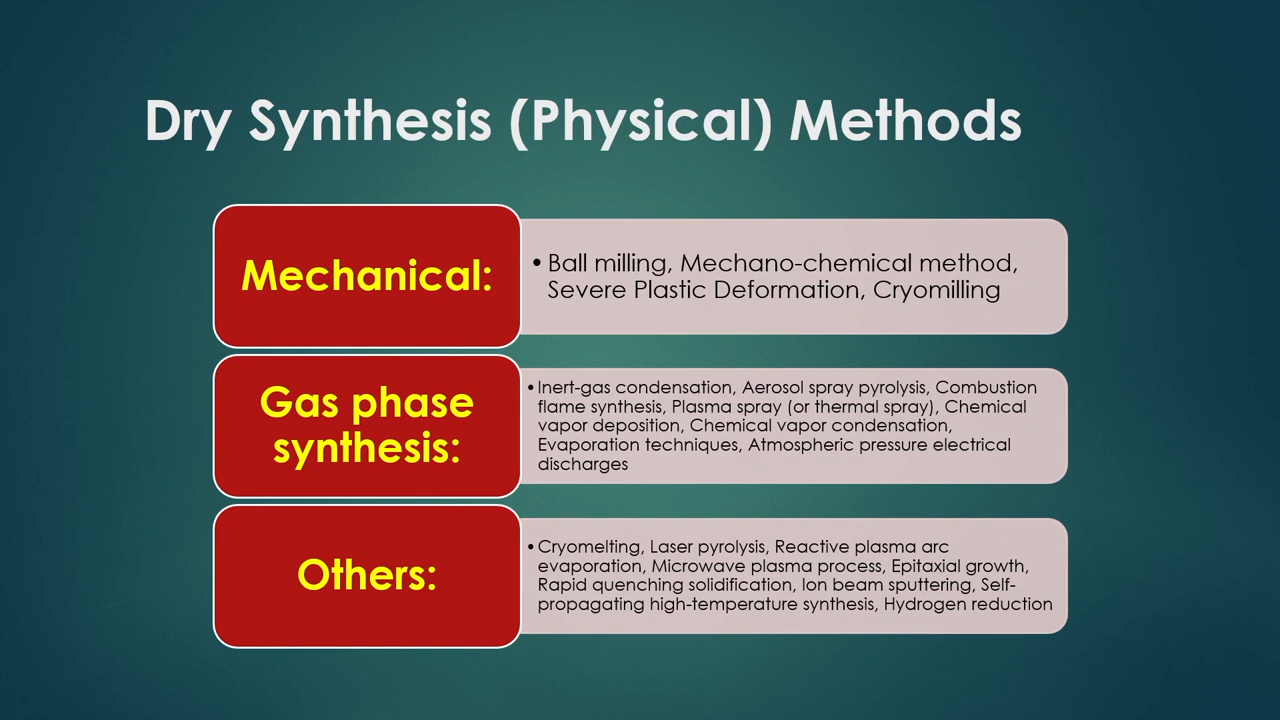 Dry Synthesis (Physical) Methods
Mechanical:
• Ball milling, Mechano-chemical method,
Severe Plastic Deformation, Cryomilling
Gas phase
synthesis:
• Inert-gas condensation, Aerosol spray pyrolysis, Combustion
flame synthesis, Plasma spray (or thermal spray), Chemical
vapor deposition, Chemical vapor condensation,
Evaporation techniques, Atmospheric pressure electrical
discharges
Others:
• Cryomelting, Laser pyrolysis, Reactive plasma arc
evaporation, Microwave plasma process, Epitaxial growth,
Rapid quenching solidification, Ion beam sputtering, Self-
propagating high-temperature synthesis, Hydrogen reduction